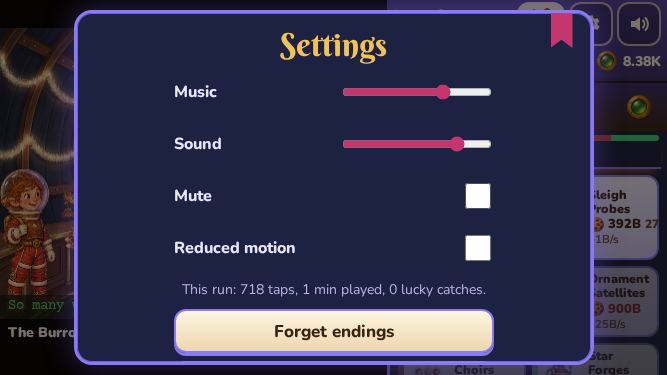 Settings
Music
Sound
Mute
Reduced motion
This run: 718 taps, 1 min played, 0 lucky catches.
Forget endings
8.38K
So many
The Burro
Sleigh
Probes
392B 27
1B/s
Ornament
Satellites
900B
25B/s
Choirs
Star
Forges